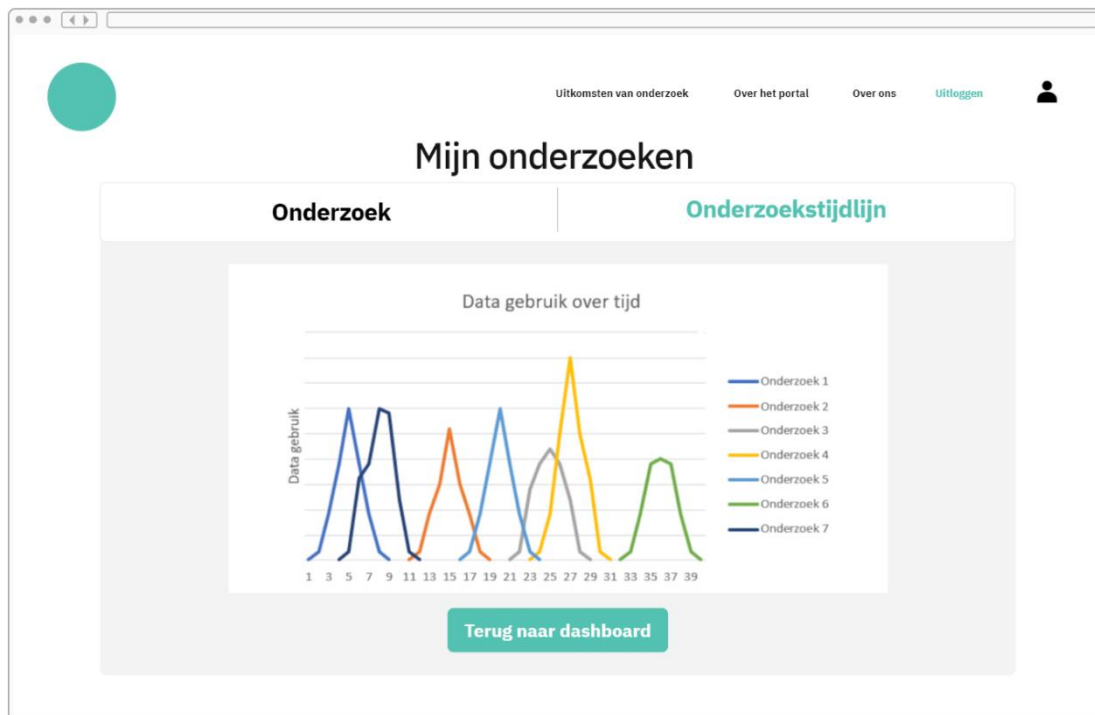 Uitkomsten van onderzoek Over het portal Over ons Uitloggen
Mijn onderzoeken
Onderzoek Onderzoekstijdlijn
Data gebruik over tijd
Data gebruik
Onderzoek 1
Onderzoek 2
Onderzoek 3
Onderzoek 4
Onderzoek 5
Onderzoek 6
Onderzoek 7
1 3 5 7 9 11 13 15 17 19 21 23 25 27 29 31 33 35 37 39
Terug naar dashboard